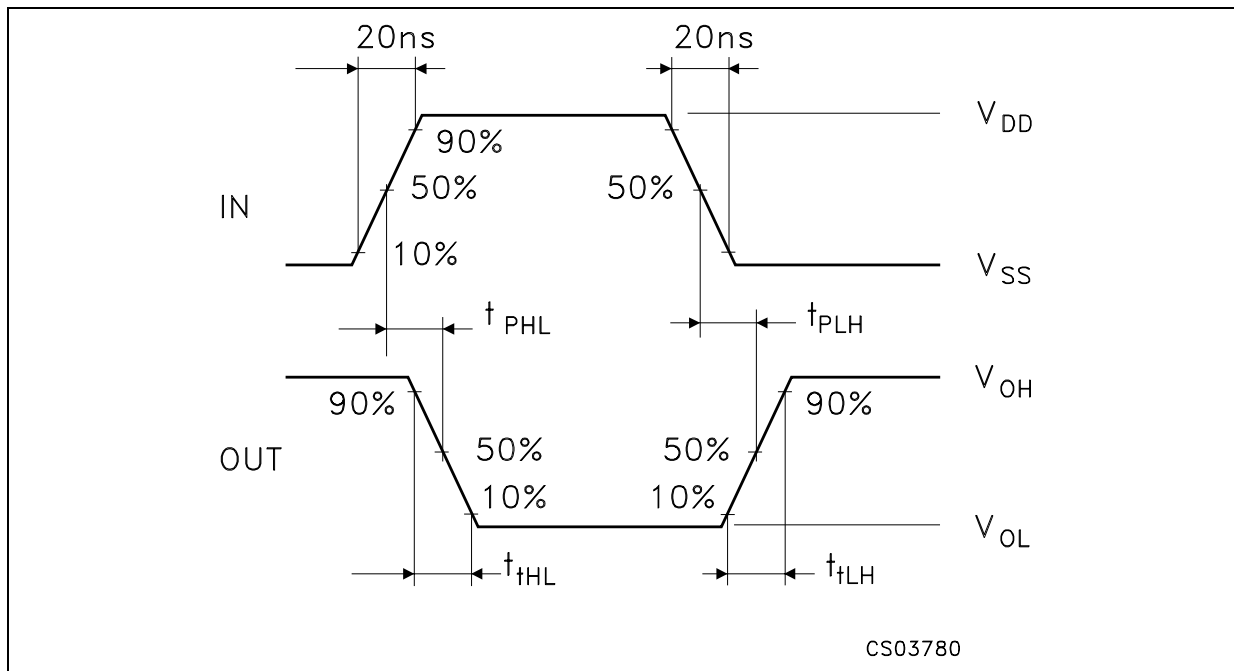 20ns 20ns
V DD
90%
50% 50%
IN
10%
V SS
t PHL t PLH
V OH
90% 90%
50% 50%
OUT
10% 10%
V OL
t tHL t tLH
CS03780